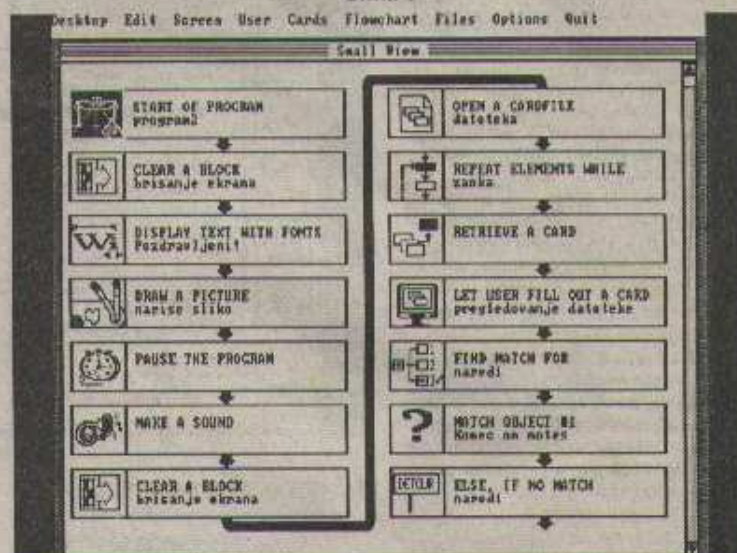 Desktop Edit Screen User Cards Flowchart Files Options Quit
Small View
START OF PROGRAM
program2
CLEAR A BLOCK
brisanje ekrana
DISPLAY TEXT WITH FONTS
Pozdravljeni!
DRAW A PICTURE
narise sliko
PAUSE THE PROGRAM
MAKE A SOUND
CLEAR A BLOCK
brisanje ekrana
OPEN A CARDFILE
datoteka
REPEAT ELEMENTS WHILE
zanka
RETRIEVE A CARD
LET USER FILL OUT A CARD
pregledovanje datoteke
FIND MATCH FOR
naredi
?
MATCH OBJECT #1
Konec na notes
DETOUR
ELSE, IF NO MATCH
naredi